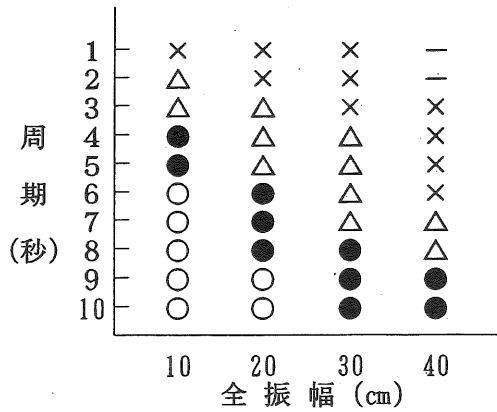 1 × × × －
2 △ × × －
3 △ △ × ×
4 ● △ △ ×
5 ● △ △ ×
6 ○ ● △ ×
7 ○ ● △ △
8 ○ ● ● △
9 ○ ○ ● ●
10 ○ ○ ● ●
周期(秒)
10 20 30 40
全振幅(cm)